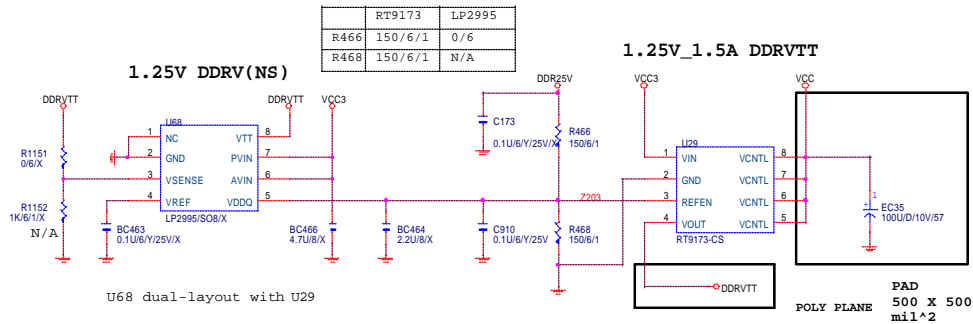 RT9173 LP2995
R466 150/6/1 0/6
R468 150/6/1 N/A
1.25V DDRV(NS)
1.25V_1.5A DDRVTT
DDRVTT
DDRVTT
VCC3
DDR25V
VCC3
VCC
U68
1 NC VTT 8
2 GND PVIN 7
3 VSENSE AVIN 6
4 VREF VDDQ 5
LP2995/SO8/X
R1151
0/6/X
R1152
1K/6/1/X
N/A
BC463
0.1U/6/Y/25V/X
BC466
4.7U/8/X
BC464
2.2U/8/X
C173
0.1U/6/Y/25V/X
C910
0.1U/6/Y/25V
R466
150/6/1
R468
150/6/1
Z203
U29
1 VIN VCNTL 8
2 GND VCNTL 7
3 REFEN VCNTL 6
4 VOUT VCNTL 5
RT9173-CS
1
+
EC35
100U/D/10V/57
DDRVTT
U68 dual-layout with U29
POLY PLANE
PAD
500 X 500
mil^2